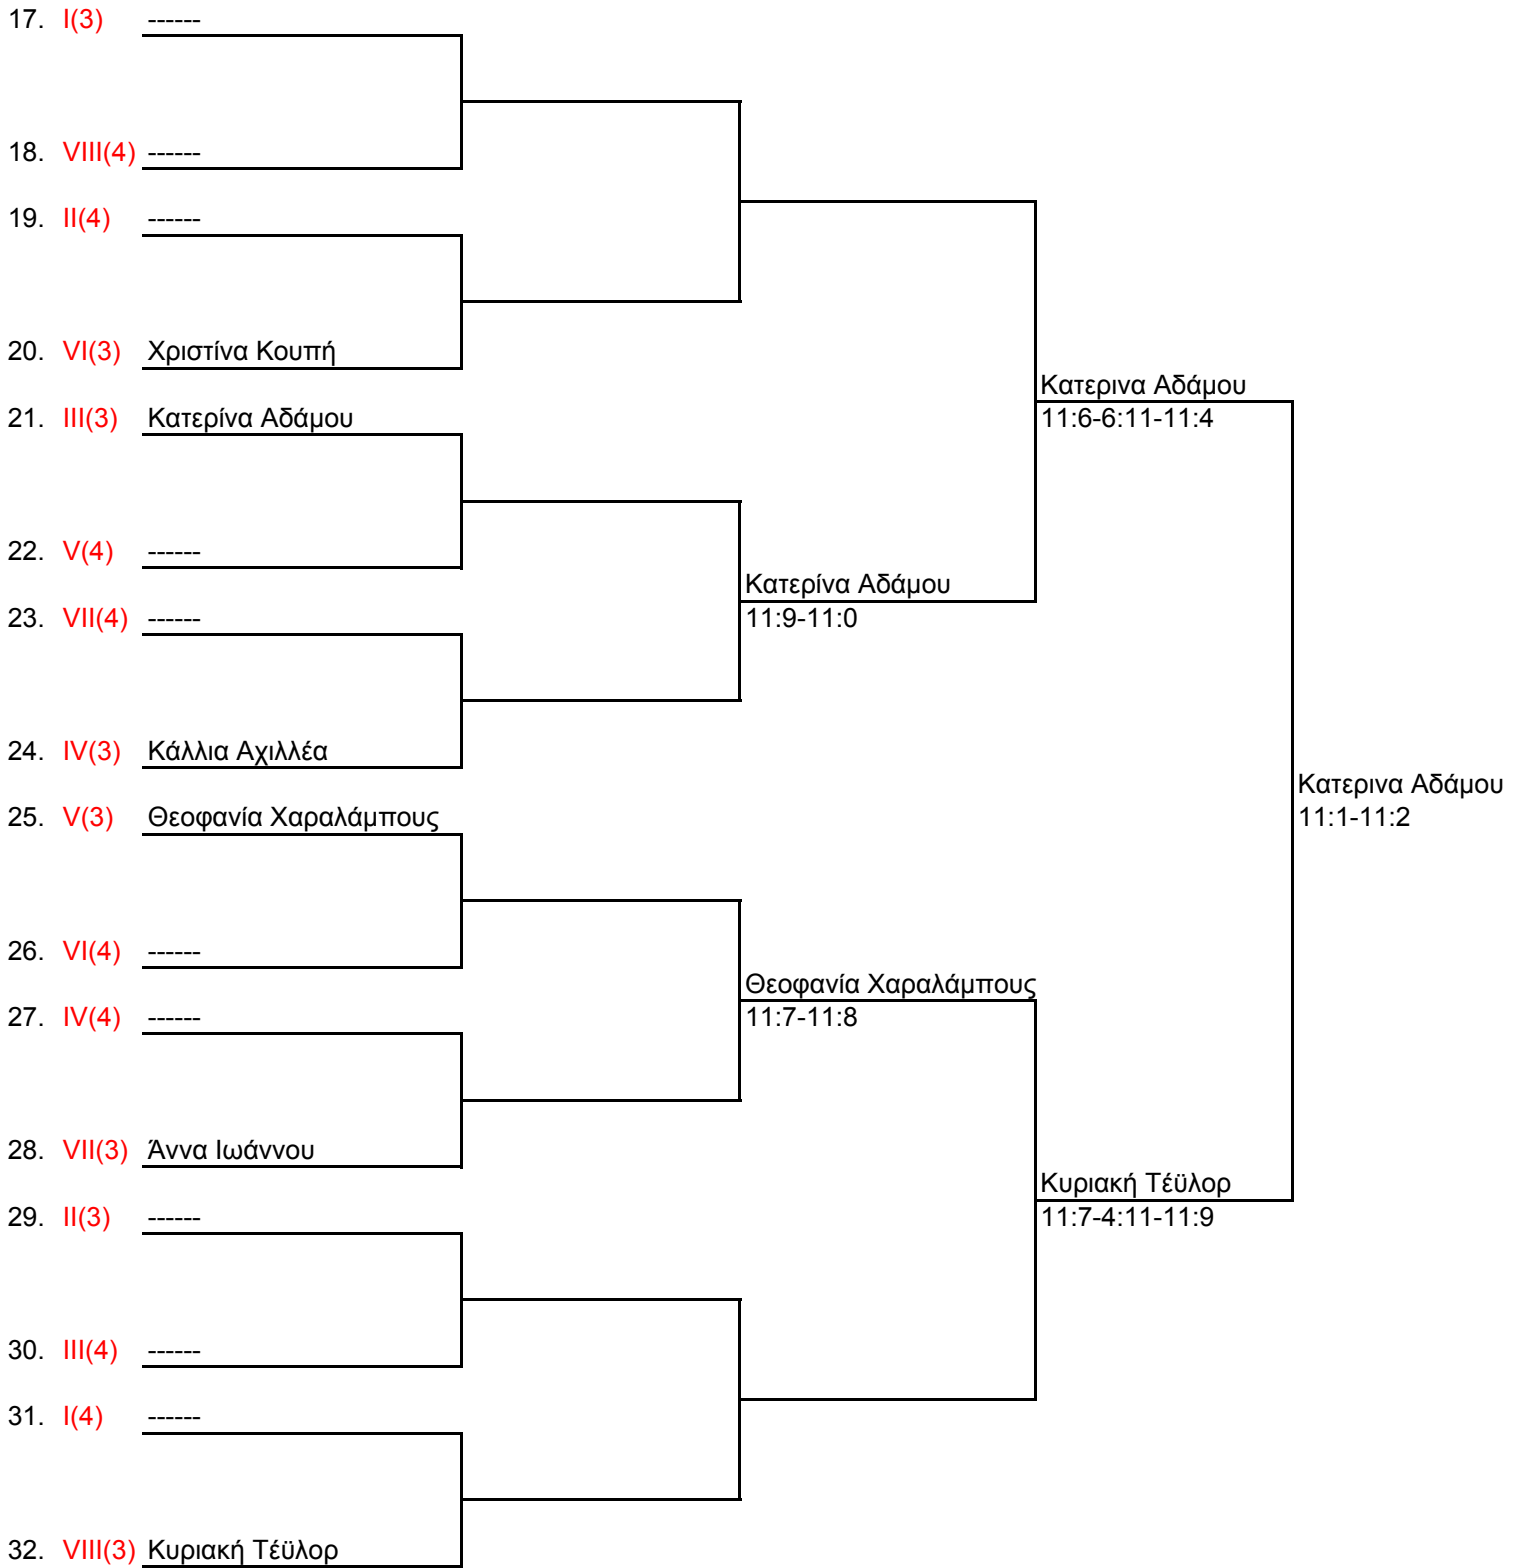 17. I(3) ------
18. VIII(4) ------
19. II(4) ------
20. VI(3) Χριστίνα Κουπή
Κατερινα Αδάμου
21. III(3) Κατερίνα Αδάμου
11:6-6:11-11:4
22. V(4) ------
Κατερίνα Αδάμου
23. VII(4) ------
11:9-11:0
24. IV(3) Κάλλια Αχιλλέα
Κατερινα Αδάμου
25. V(3) Θεοφανία Χαραλάμπους
11:1-11:2
26. VI(4) ------
Θεοφανία Χαραλάμπους
27. IV(4) ------
11:7-11:8
28. VII(3) Άννα Ιωάννου
Κυριακή Τέϋλορ
29. II(3) ------
11:7-4:11-11:9
30. III(4) ------
31. I(4) ------
32. VIII(3) Κυριακή Τέϋλορ